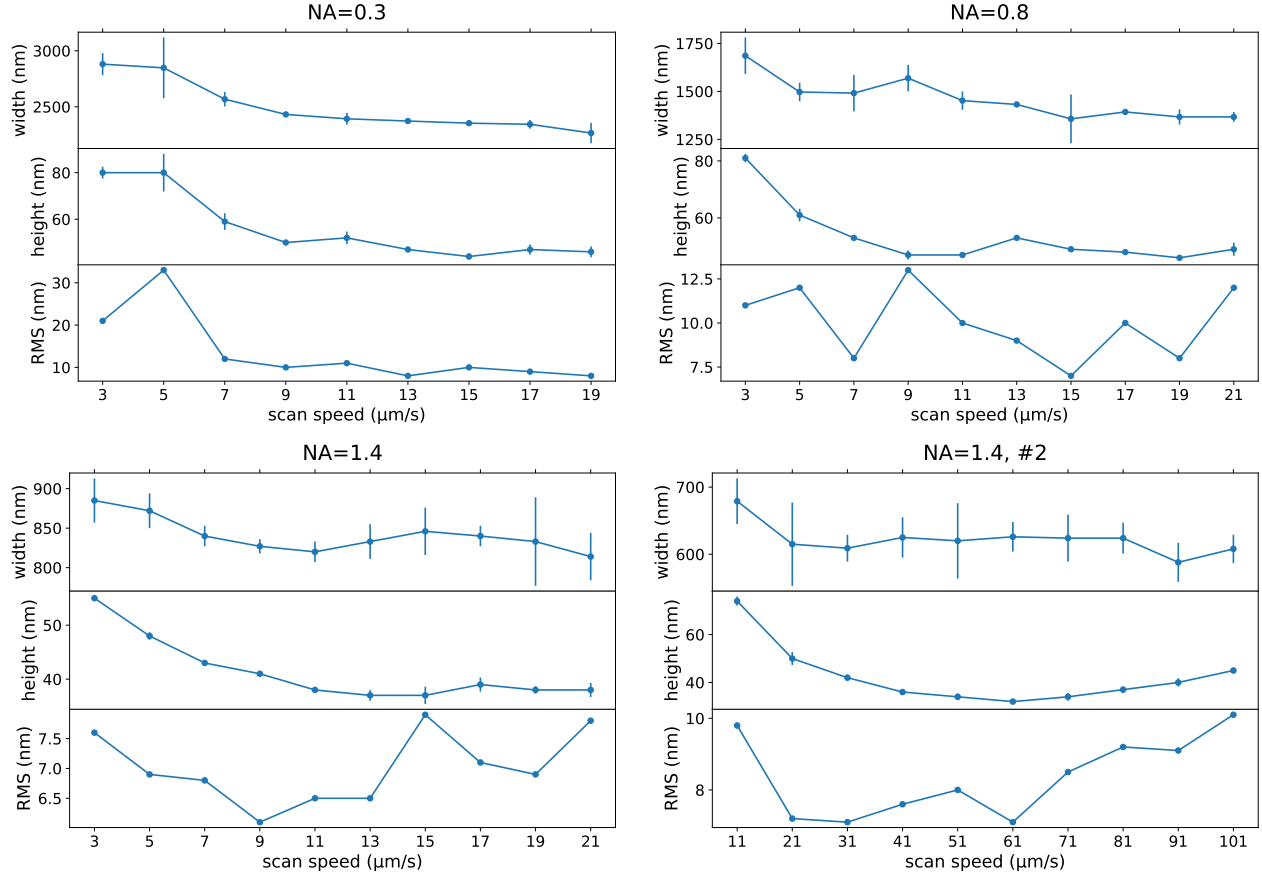 NA=0.3
width (nm)
3000
2500
height (nm)
80
60
RMS (nm)
30
20
10
3 5 7 9 11 13 15 17 19
scan speed (µm/s)
NA=0.8
width (nm)
1750
1500
1250
height (nm)
80
60
RMS (nm)
12.5
10.0
7.5
3 5 7 9 11 13 15 17 19 21
scan speed (µm/s)
NA=1.4
width (nm)
900
850
800
height (nm)
50
40
RMS (nm)
7.5
7.0
6.5
3 5 7 9 11 13 15 17 19 21
scan speed (µm/s)
NA=1.4, #2
width (nm)
700
600
height (nm)
60
40
RMS (nm)
10
8
11 21 31 41 51 61 71 81 91 101
scan speed (µm/s)